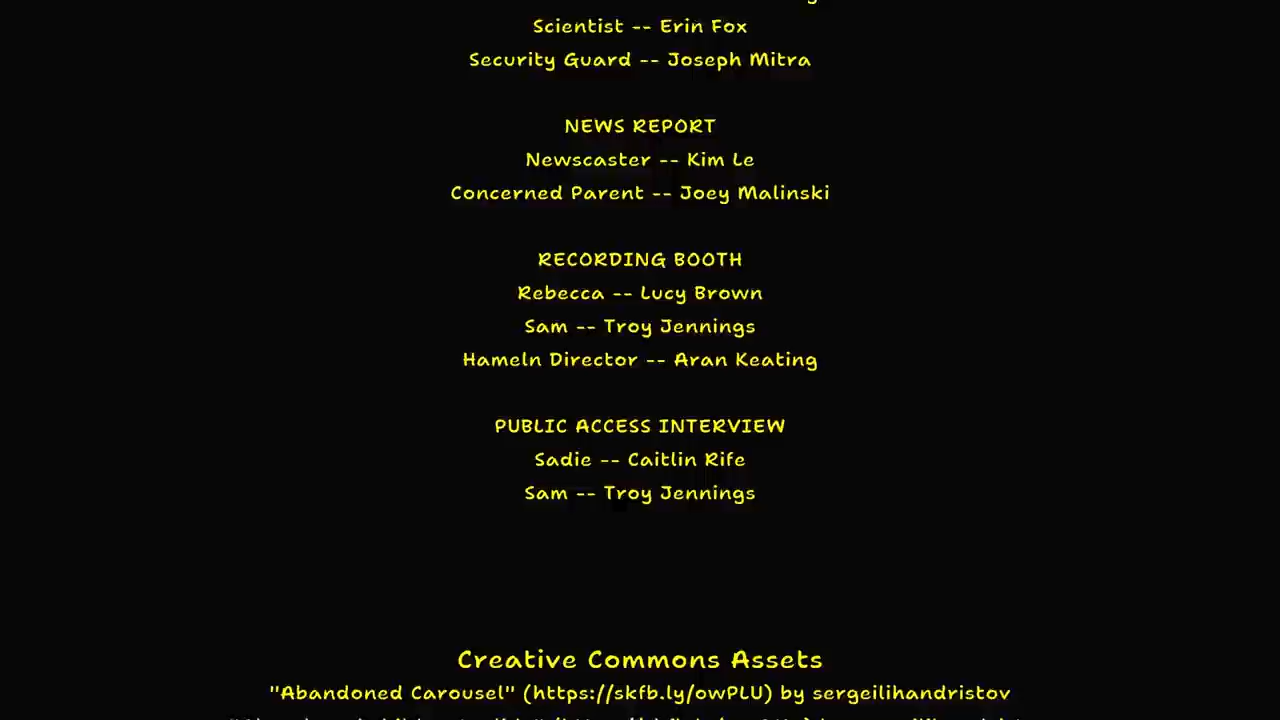 Scientist -- Erin Fox
Security Guard -- Joseph Mitra
NEWS REPORT
Newscaster -- Kim Le
Concerned Parent -- Joey Malinski
RECORDING BOOTH
Rebecca -- Lucy Brown
Sam -- Troy Jennings
Hameln Director -- Aran Keating
PUBLIC ACCESS INTERVIEW
Sadie -- Caitlin Rife
Sam -- Troy Jennings
Creative Commons Assets
"Abandoned Carousel" (https://skfb.ly/owPLU) by sergeilihandristov